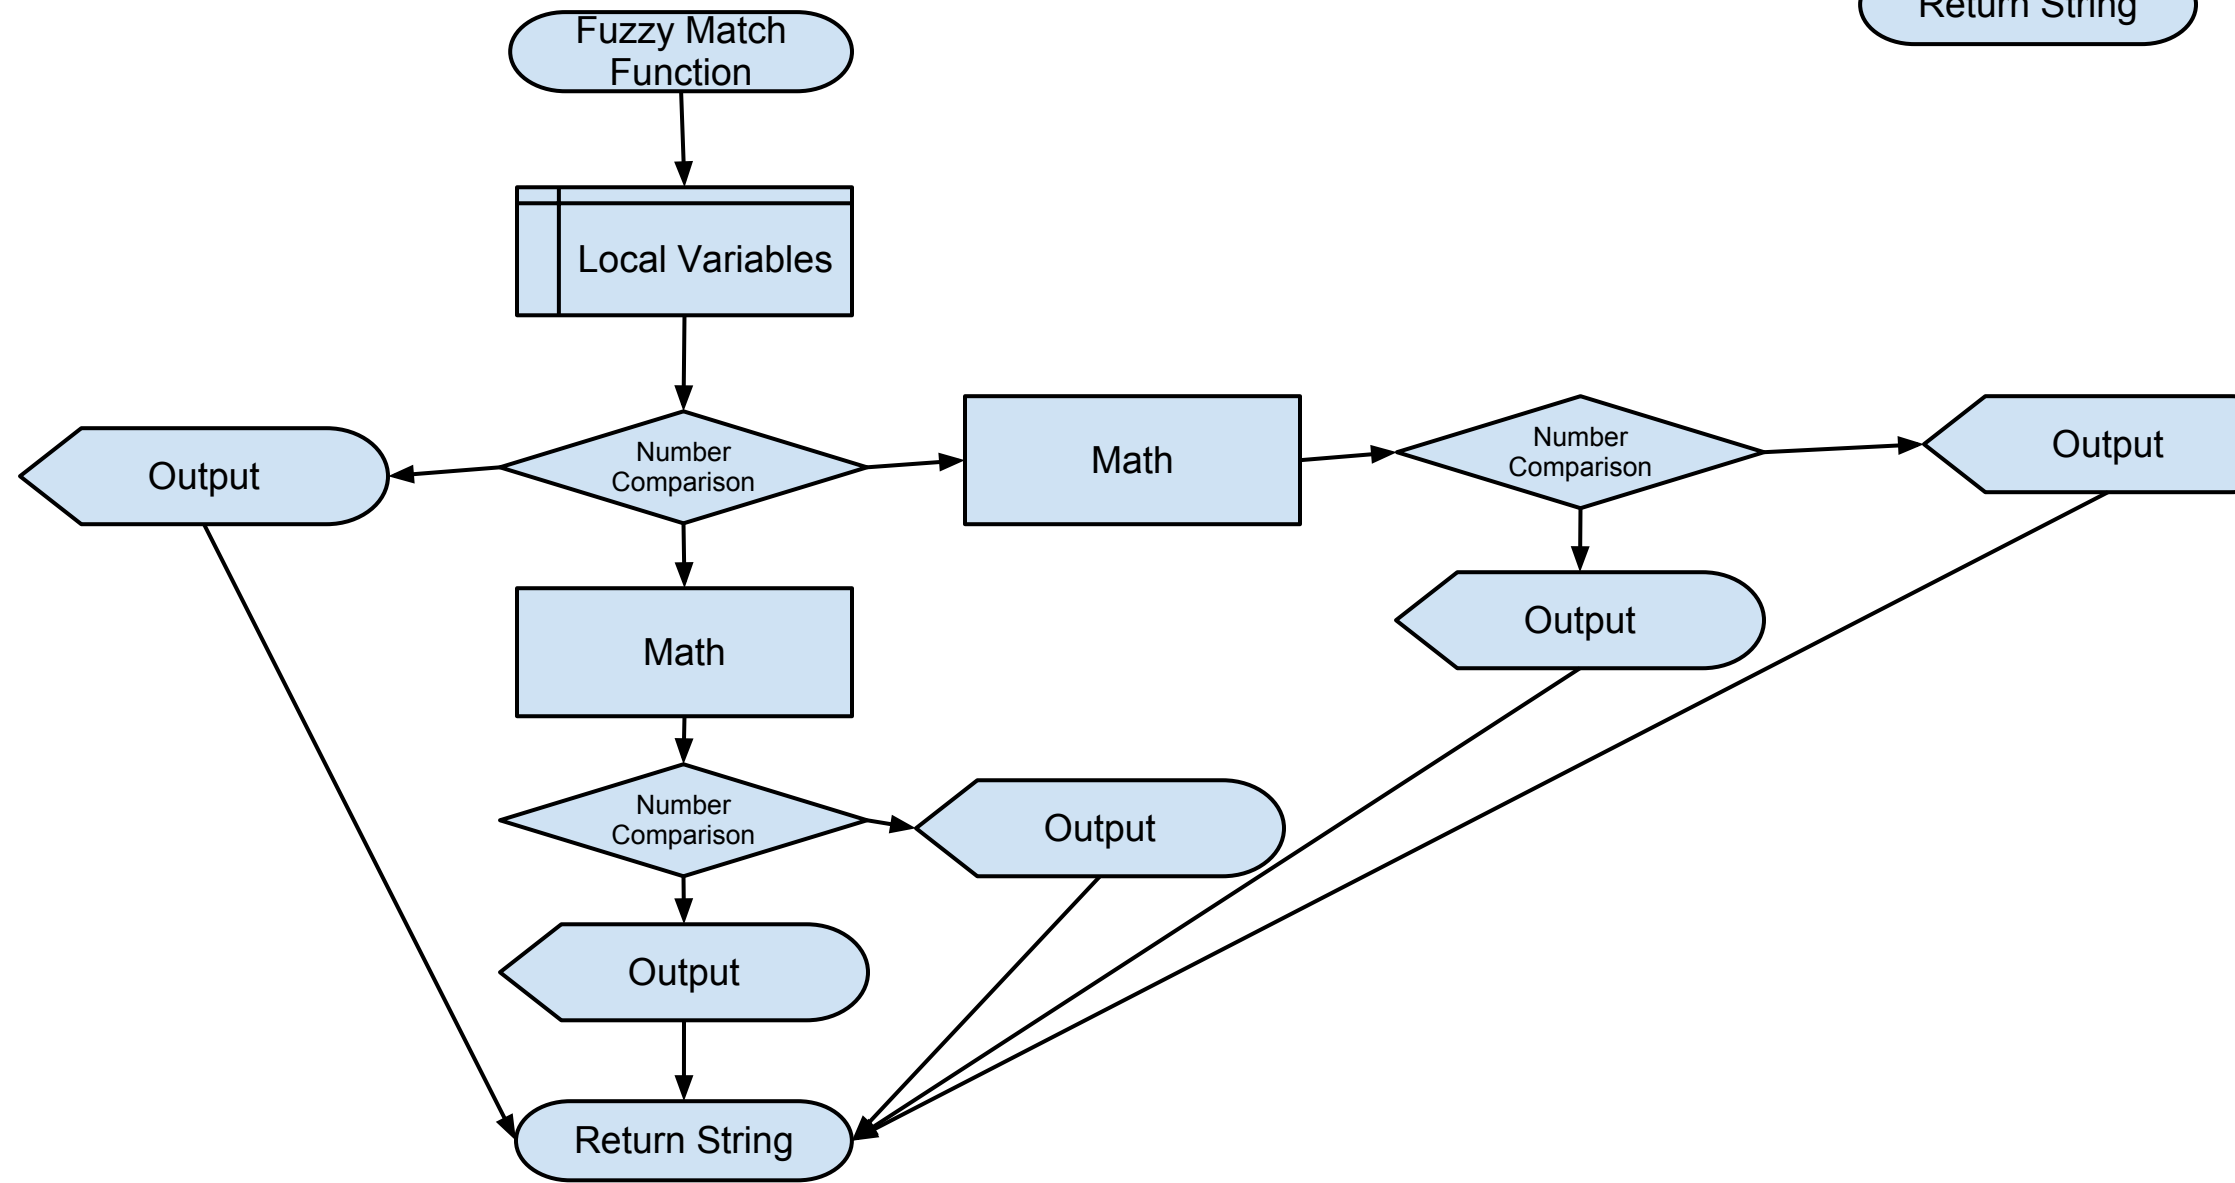 Return String
Fuzzy Match
Function
Local Variables
Output
Number
Comparison
Math
Number
Comparison
Output
Math
Output
Number
Comparison
Output
Output
Return String